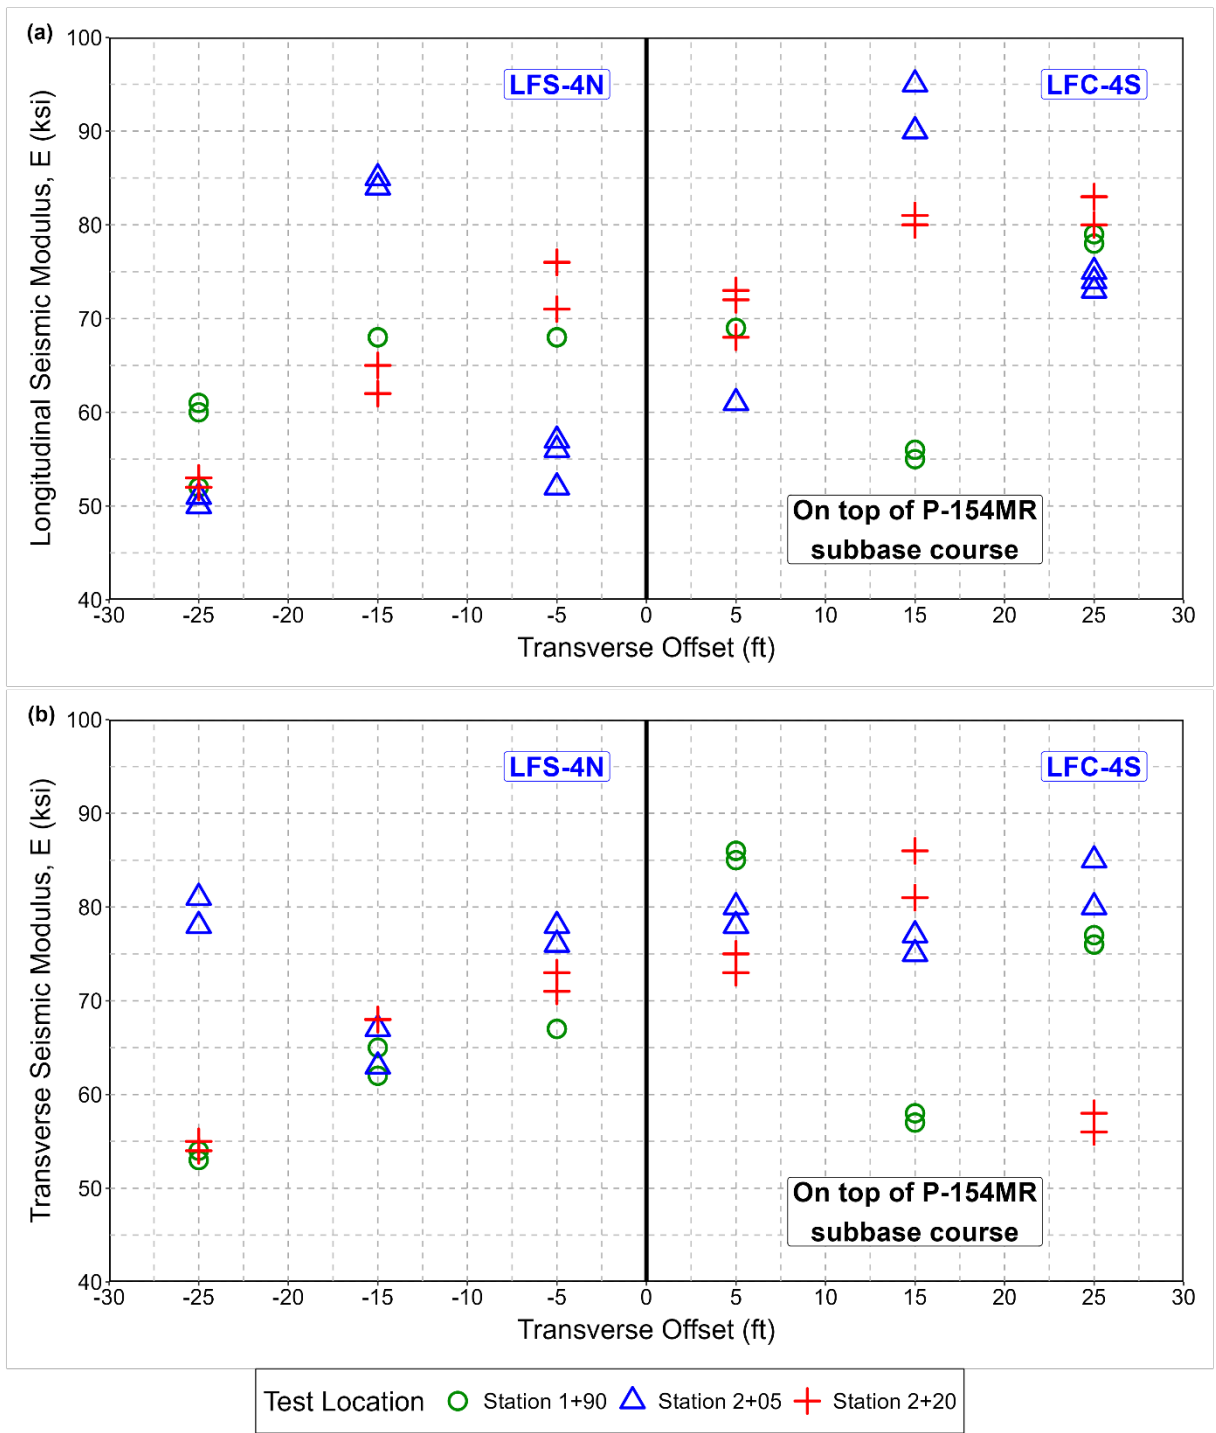 (a)
100
90
80
70
60
50
40
Longitudinal Seismic Modulus, E (ksi)
LFS-4N
LFC-4S
On top of P-154MR
subbase course
-30 -25 -20 -15 -10 -5 0 5 10 15 20 25 30
Transverse Offset (ft)
(b)
100
90
80
70
60
50
40
Transverse Seismic Modulus, E (ksi)
LFS-4N
LFC-4S
On top of P-154MR
subbase course
-30 -25 -20 -15 -10 -5 0 5 10 15 20 25 30
Transverse Offset (ft)
Test Location Station 1+90 Station 2+05 Station 2+20